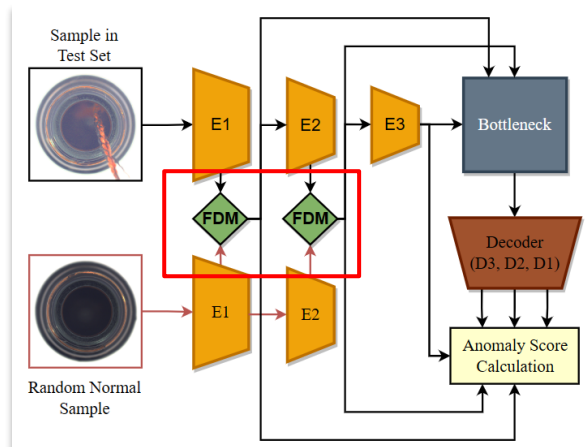 Sample in
Test Set
E1
E2
E3
Bottleneck
FDM
FDM
Decoder
(D3, D2, D1)
E1
E2
Anomaly Score
Calculation
Random Normal
Sample